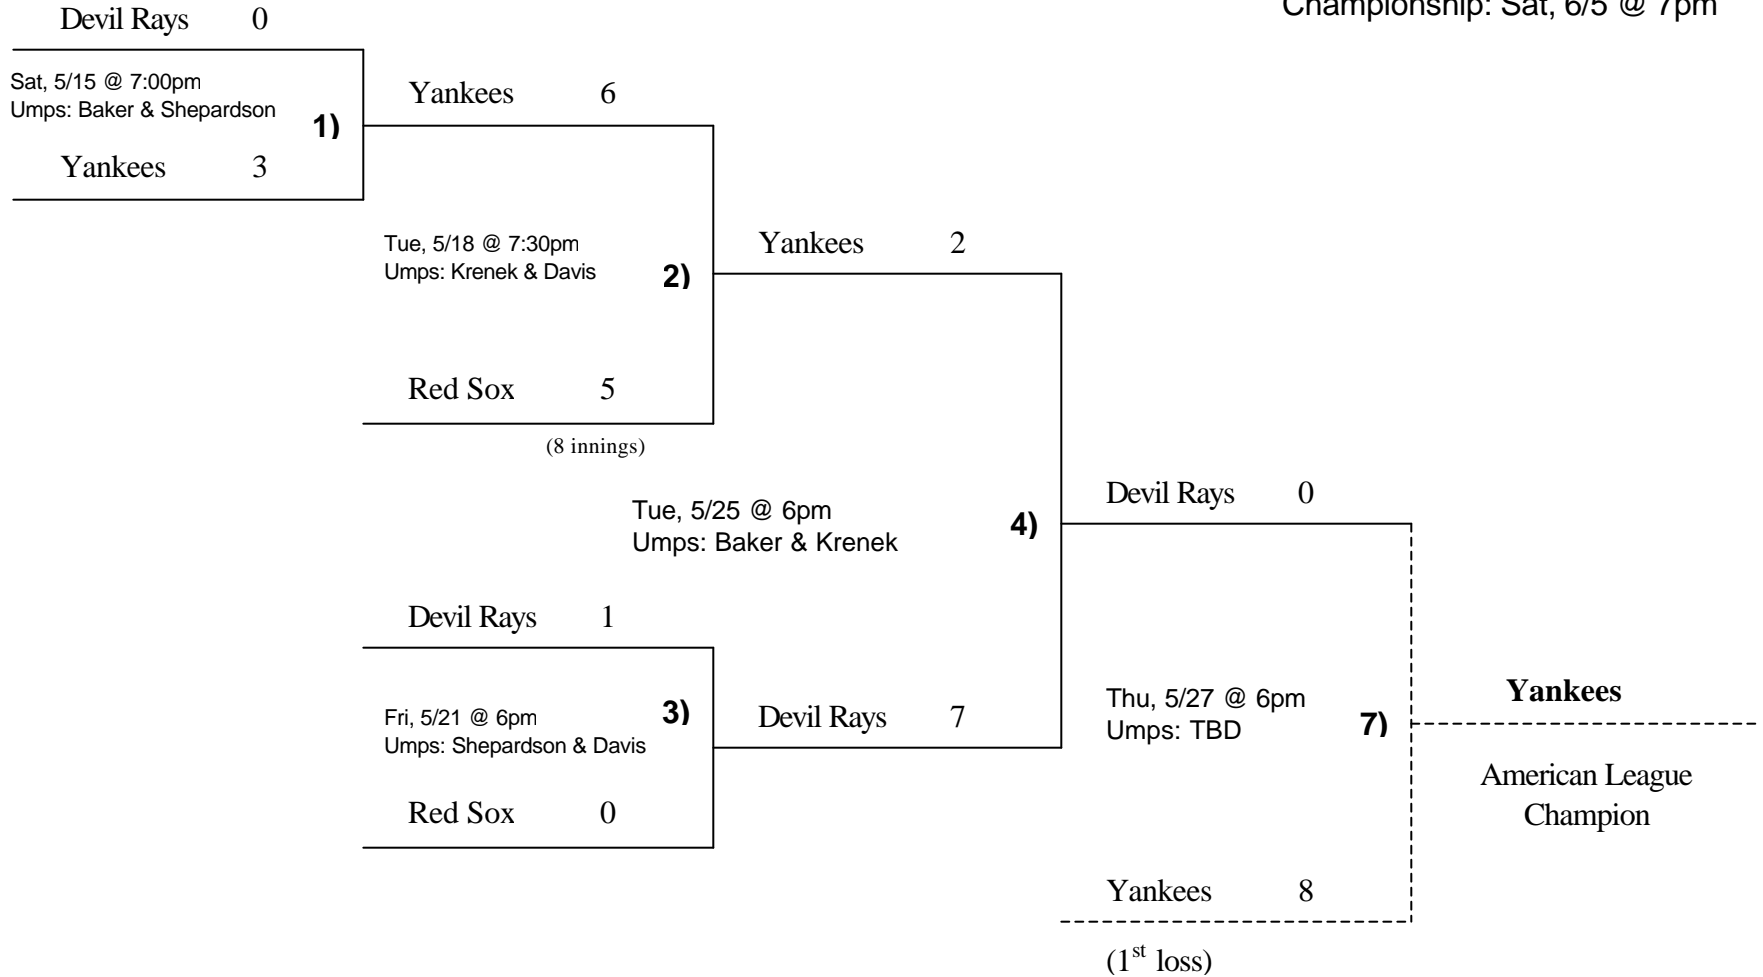 Championship: Sat, 6/5 @ 7pm
Devil Rays 0
Sat, 5/15 @ 7:00pm
Umps: Baker & Shepardson
1)
Yankees 3
Yankees 6
Tue, 5/18 @ 7:30pm
Umps: Krenek & Davis
2)
Red Sox 5
(8 innings)
Yankees 2
Tue, 5/25 @ 6pm
Umps: Baker & Krenek
4)
Devil Rays 1
Fri, 5/21 @ 6pm
Umps: Shepardson & Davis
3)
Red Sox 0
Devil Rays 7
Devil Rays 0
Thu, 5/27 @ 6pm
Umps: TBD
7)
Yankees 8
(1st loss)
Yankees
American League
Champion